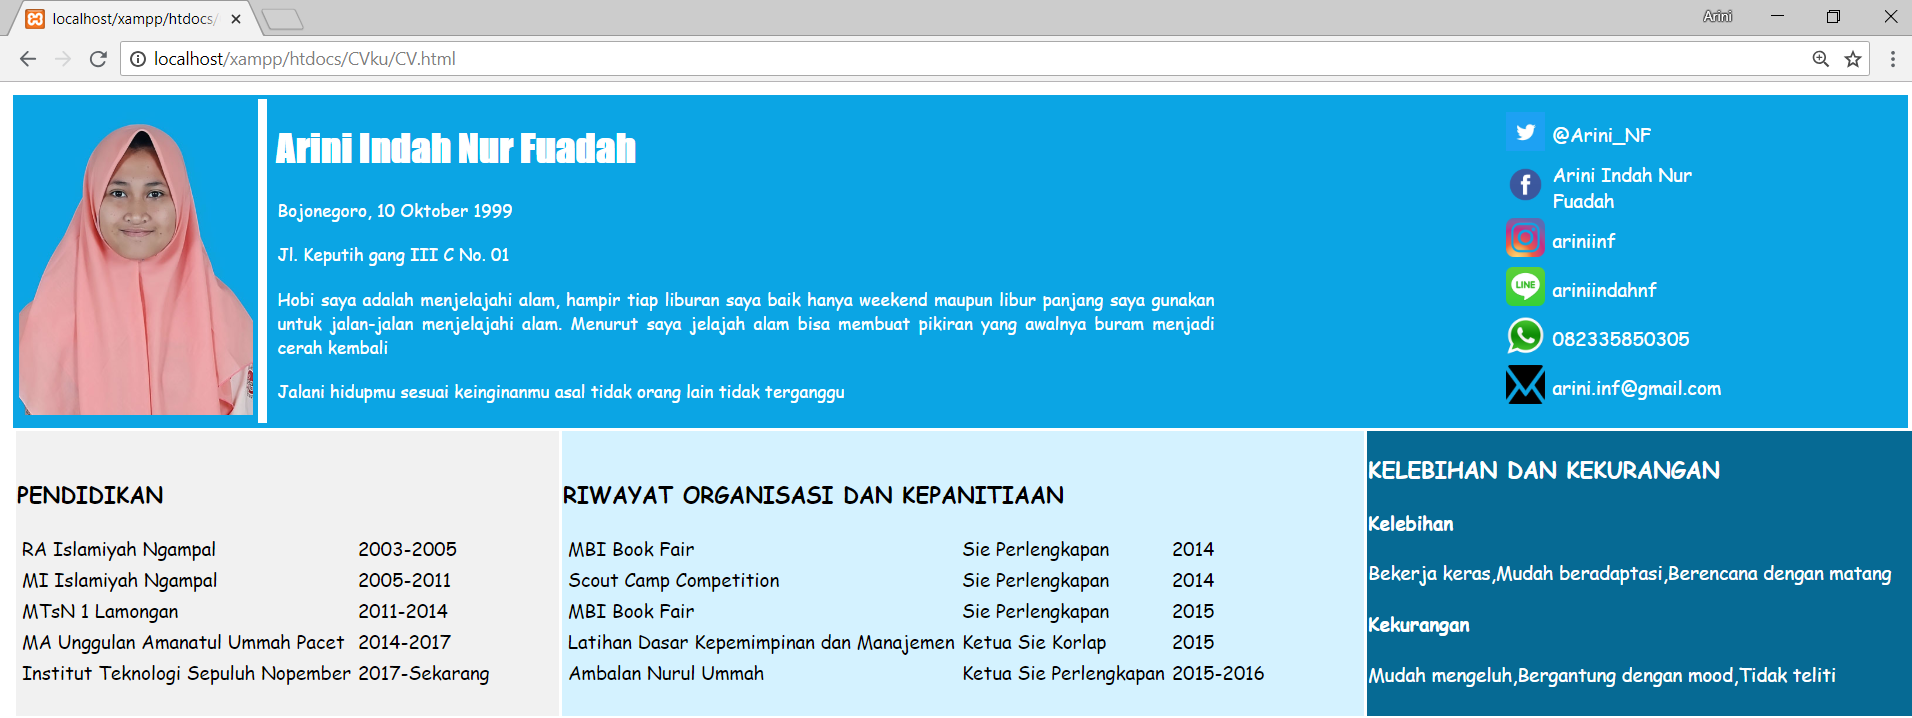 localhost/xampp/htdocs/
Arini
localhost/xampp/htdocs/CVku/CV.html
Arini Indah Nur Fuadah
Bojonegoro, 10 Oktober 1999
Jl. Keputih gang III C No. 01
Hobi saya adalah menjelajahi alam, hampir tiap liburan saya baik hanya weekend maupun libur panjang saya gunakan
untuk jalan-jalan menjelajahi alam. Menurut saya jelajah alam bisa membuat pikiran yang awalnya buram menjadi
cerah kembali
Jalani hidupmu sesuai keinginanmu asal tidak orang lain tidak terganggu
@Arini_NF
Arini Indah Nur
Fuadah
ariniinf
LINE
ariniindahnf
082335850305
arini.inf@gmail.com
PENDIDIKAN
RA Islamiyah Ngampal 2003-2005
MI Islamiyah Ngampal 2005-2011
MTsN 1 Lamongan 2011-2014
MA Unggulan Amanatul Ummah Pacet 2014-2017
Institut Teknologi Sepuluh Nopember 2017-Sekarang
RIWAYAT ORGANISASI DAN KEPANITIAAN
MBI Book Fair Sie Perlengkapan 2014
Scout Camp Competition Sie Perlengkapan 2014
MBI Book Fair Sie Perlengkapan 2015
Latihan Dasar Kepemimpinan dan Manajemen Ketua Sie Korlap 2015
Ambalan Nurul Ummah Ketua Sie Perlengkapan 2015-2016
KELEBIHAN DAN KEKURANGAN
Kelebihan
Bekerja keras,Mudah beradaptasi,Berencana dengan matang
Kekurangan
Mudah mengeluh,Bergantung dengan mood,Tidak teliti